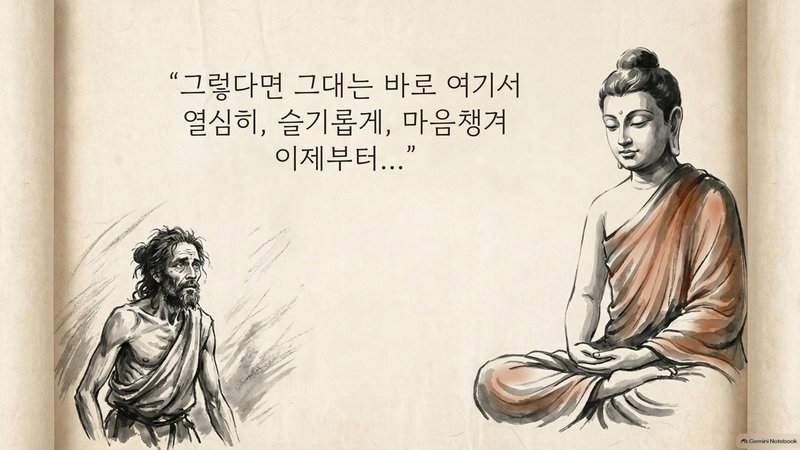 “그렇다면 그대는 바로 여기서
열심히, 슬기롭게, 마음챙겨
이제부터...”
Gemini Notebook